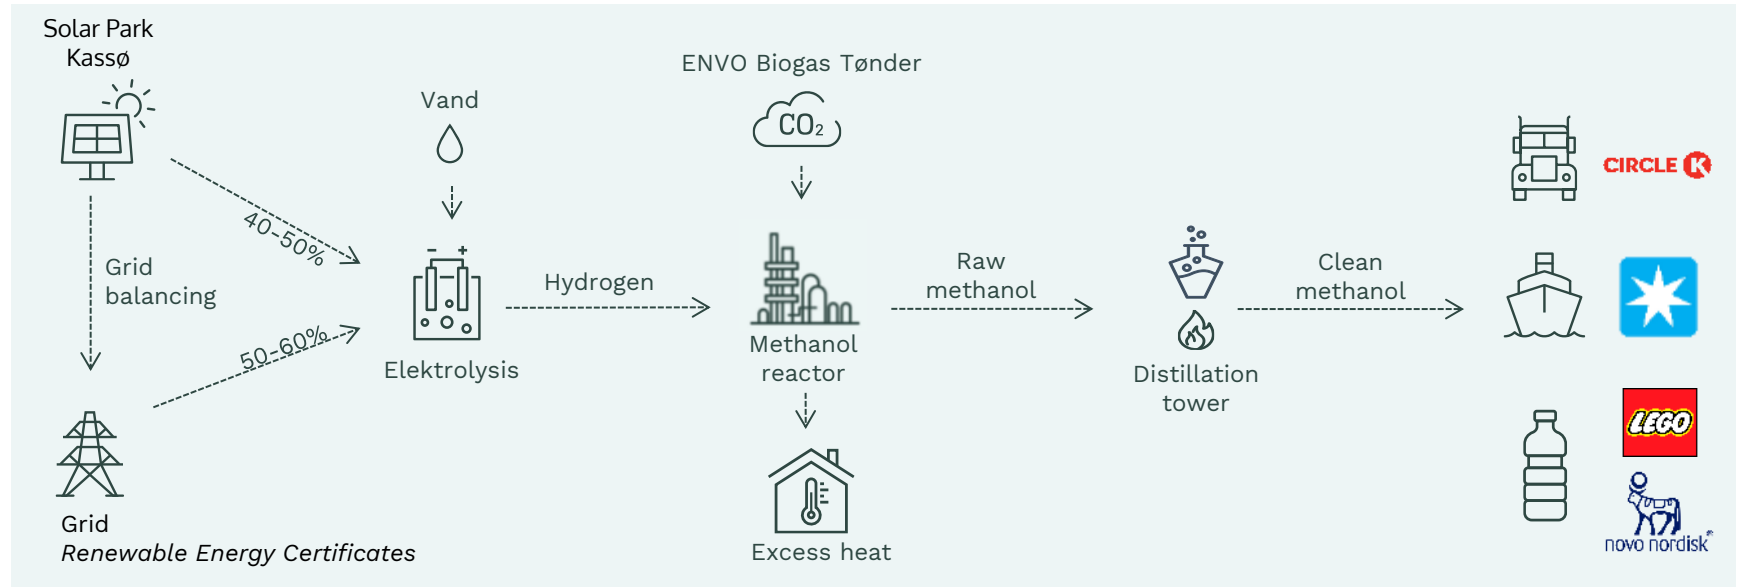 Solar Park
Kassø
Vand
ENVO Biogas Tønder
CO₂
CIRCLE K
40-50%
Grid
balancing
- +
Hydrogen
Raw
methanol
Clean
methanol
50-60%
Elektrolysis
Methanol
reactor
Distillation
tower
LEGO
Grid
Renewable Energy Certificates
Excess heat
novo nordisk®